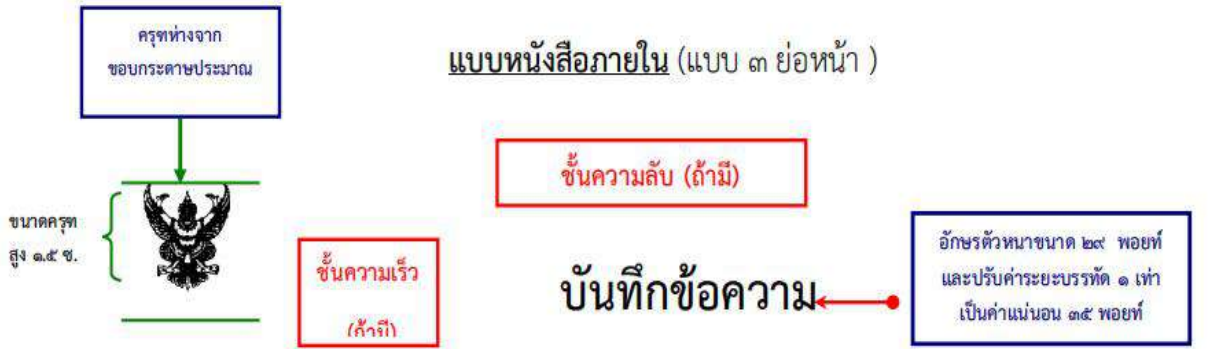 ครุฑห่างจาก
ขอบกระดาษประมาณ
แบบหนังสือภายใน (แบบ ๓ ย่อหน้า )
ชั้นความลับ (ถ้ามี)
ขนาดครุฑ
สูง ๑.๕ ซ.
ชั้นความเร็ว
(ถ้ามี)
บันทึกข้อความ
อักษรตัวหนาขนาด ๒๙ พอยท์
และปรับค่าระยะบรรทัด ๑ เท่า
เป็นค่าแน่นอน ๓๕ พอยท์